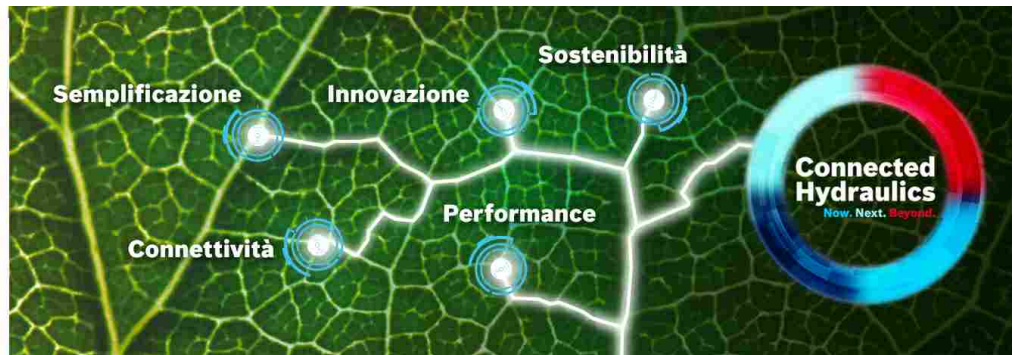 Sostenibilità
Semplificazione
Innovazione
Connected
Hydraulics
Now. Next. Beyond.
Performance
Connettività